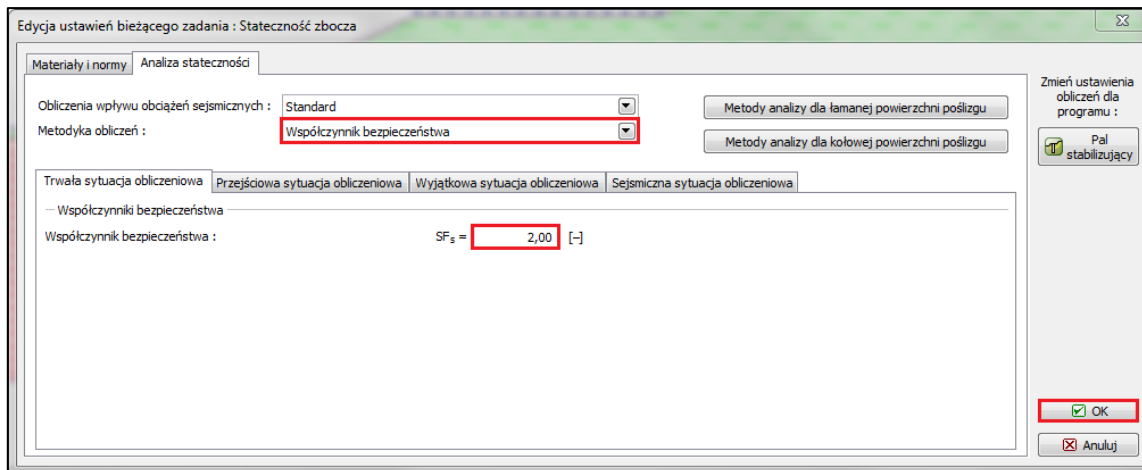 Edycja ustawień bieżącego zadania : Stateczność zbocza
Materiały i normy
Analiza stateczności
Obliczenia wpływu obciążeń sejsmicznych :
Standard
Metody analizy dla łamanej powierzchni poślizgu
Metodyka obliczeń :
Współczynnik bezpieczeństwa
Metody analizy dla kołowej powierzchni poślizgu
Trwała sytuacja obliczeniowa
Przejściowa sytuacja obliczeniowa
Wyjątkowa sytuacja obliczeniowa
Sejsmiczna sytuacja obliczeniowa
Współczynniki bezpieczeństwa
Współczynnik bezpieczeństwa :
SFs =
2,00
[–]
Zmień ustawienia
obliczeń dla
programu :
Pal
stabilizujący
OK
Anuluj